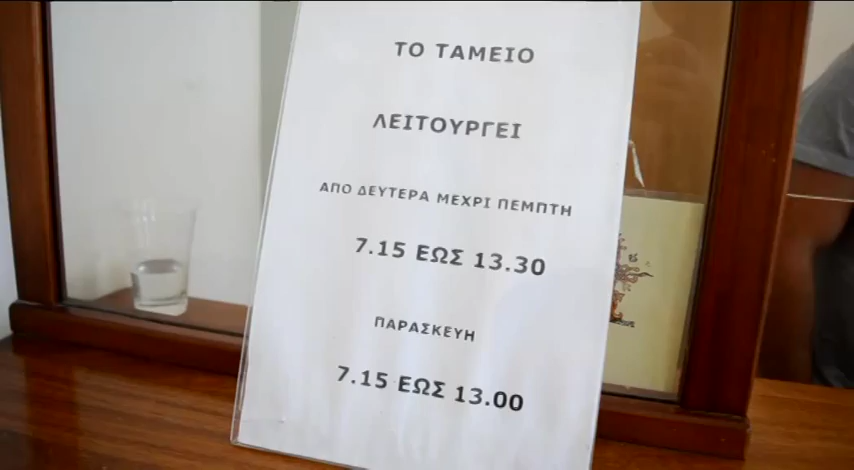 ΤΟ ΤΑΜΕΙΟ
ΛΕΙΤΟΥΡΓΕΙ
ΑΠΟ ΔΕΥΤΕΡΑ ΜΕΧΡΙ ΠΕΜΠΤΗ
7.15 ΕΩΣ 13.30
ΠΑΡΑΣΚΕΥΗ
7.15 ΕΩΣ 13.00